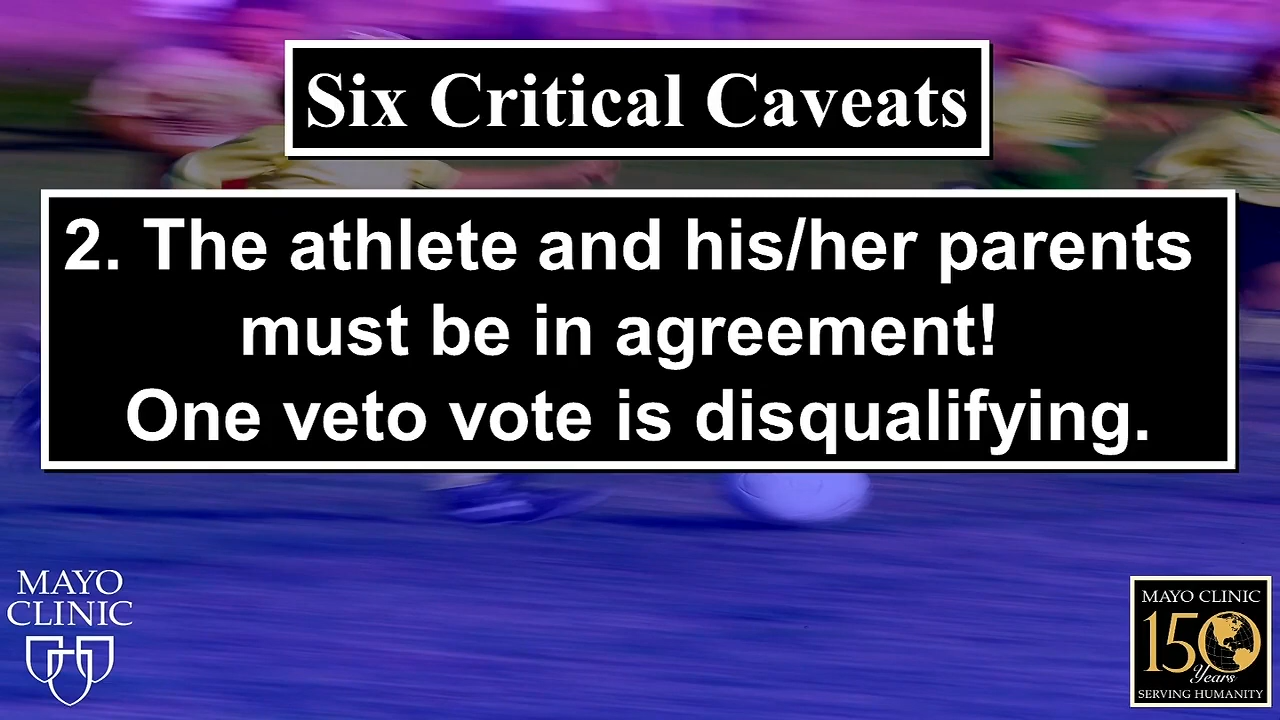 Six Critical Caveats
2. The athlete and his/her parents
must be in agreement!
One veto vote is disqualifying.
MAYO
CLINIC
MAYO CLINIC
150
Years
SERVING HUMANITY